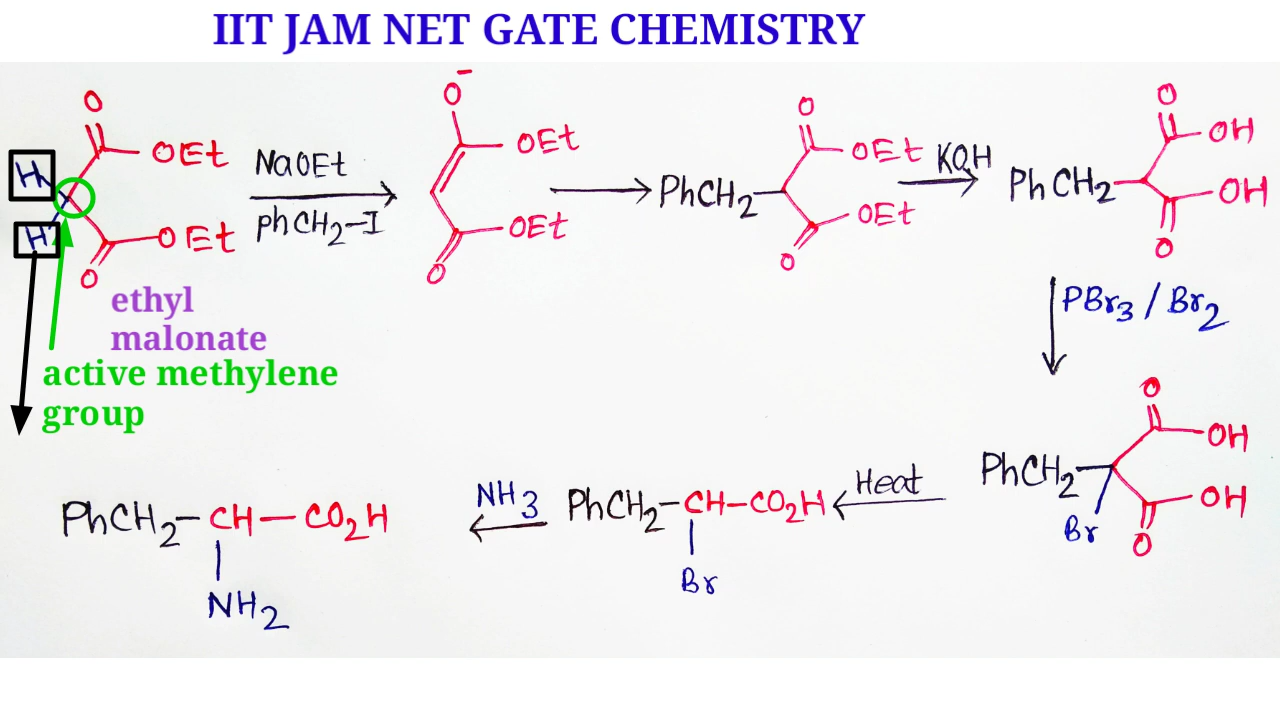 IIT JAM NET GATE CHEMISTRY
O
OEt
H
H
OEt
O
NaOEt
phCH2-I
O-
OEt
OEt
O
PhCH2
O
OEt
OEt
O
KOH
PhCH2
O
OH
OH
O
ethyl
malonate
active methylene
group
PBr3 / Br2
O
OH
PhCH2
OH
Br
O
Heat
PhCH2-CH-CO2H
Br
NH3
PhCH2-CH-CO2H
NH2